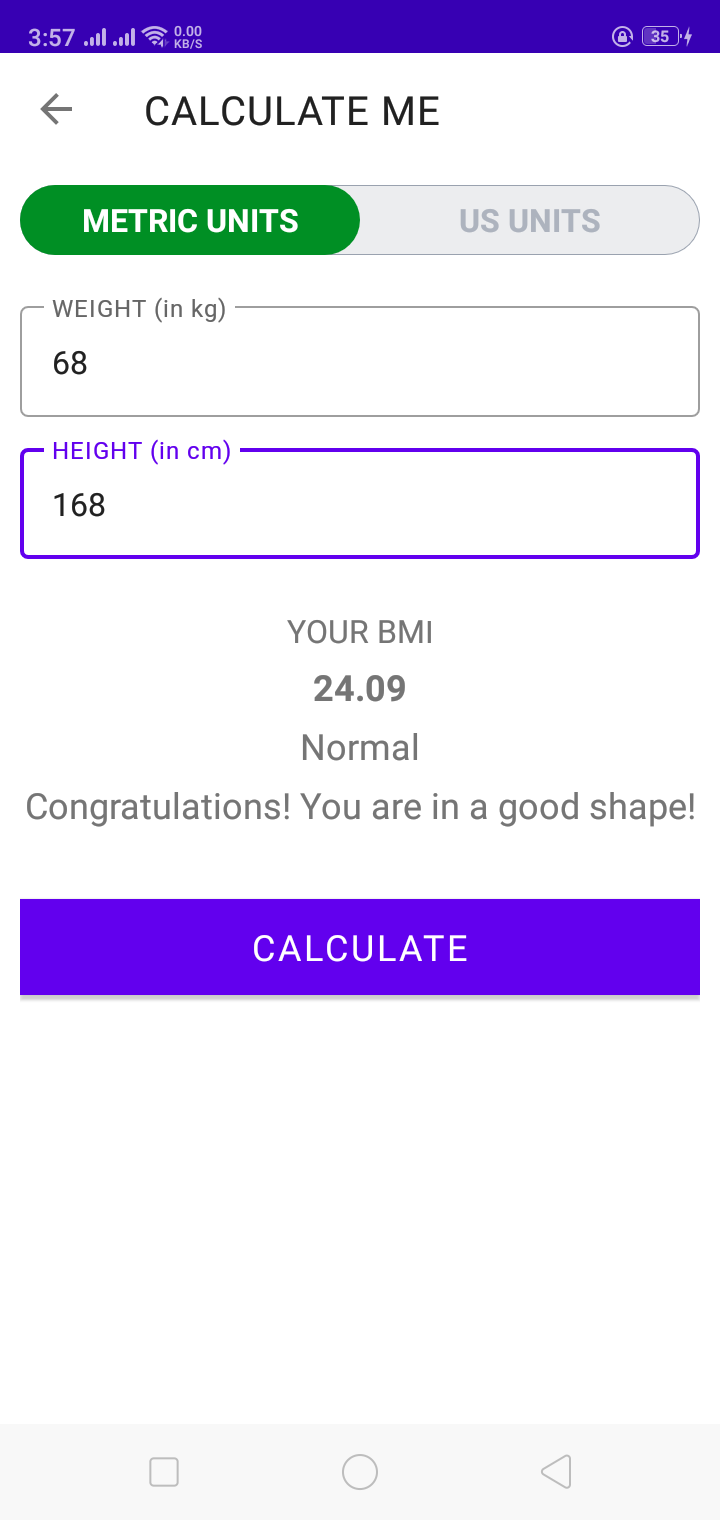 3:57 0.00 KB/S 35
CALCULATE ME
METRIC UNITS US UNITS
WEIGHT (in kg)
68
HEIGHT (in cm)
168
YOUR BMI
24.09
Normal
Congratulations! You are in a good shape!
CALCULATE